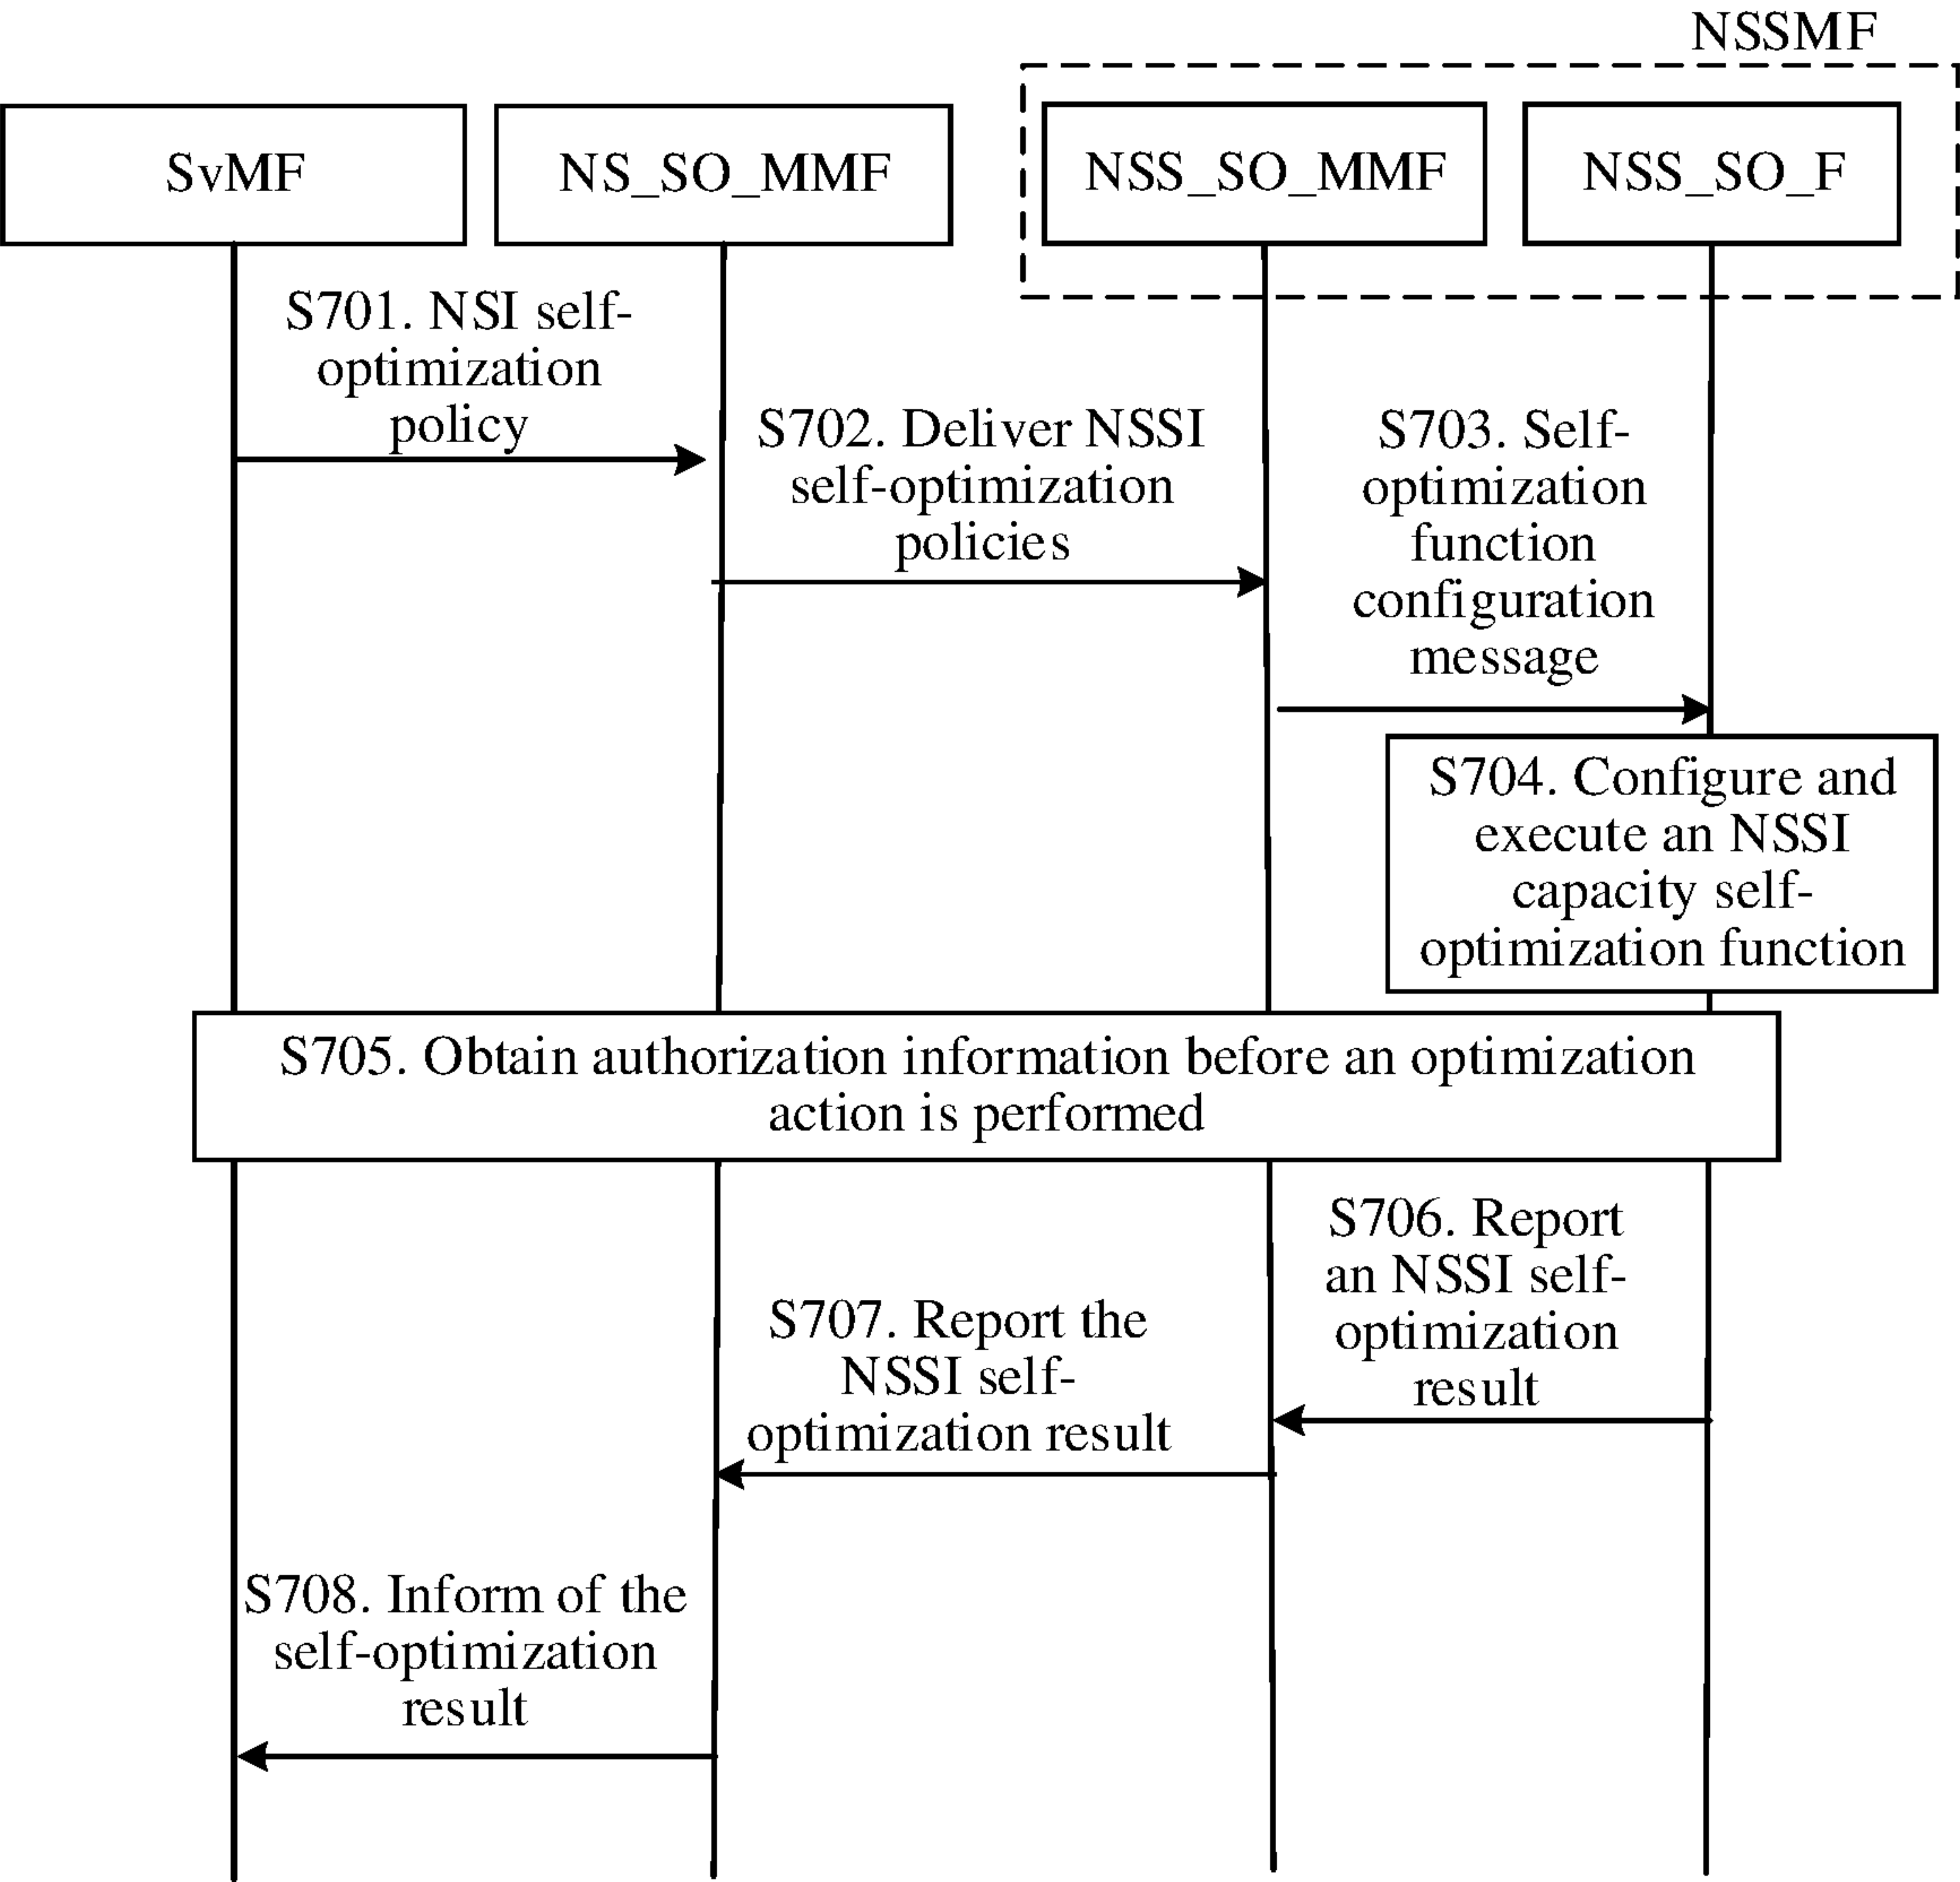 NSSMF
SvMF
NS_SO_MMF
NSS_SO_MMF
NSS_SO_F
S701. NSI self-
optimization
policy
S702. Deliver NSSI
self-optimization
policies
S703. Self-
optimization
function
configuration
message
S704. Configure and
execute an NSSI
capacity self-
optimization function
S705. Obtain authorization information before an optimization
action is performed
S706. Report
an NSSI self-
optimization
result
S707. Report the
NSSI self-
optimization result
S708. Inform of the
self-optimization
result